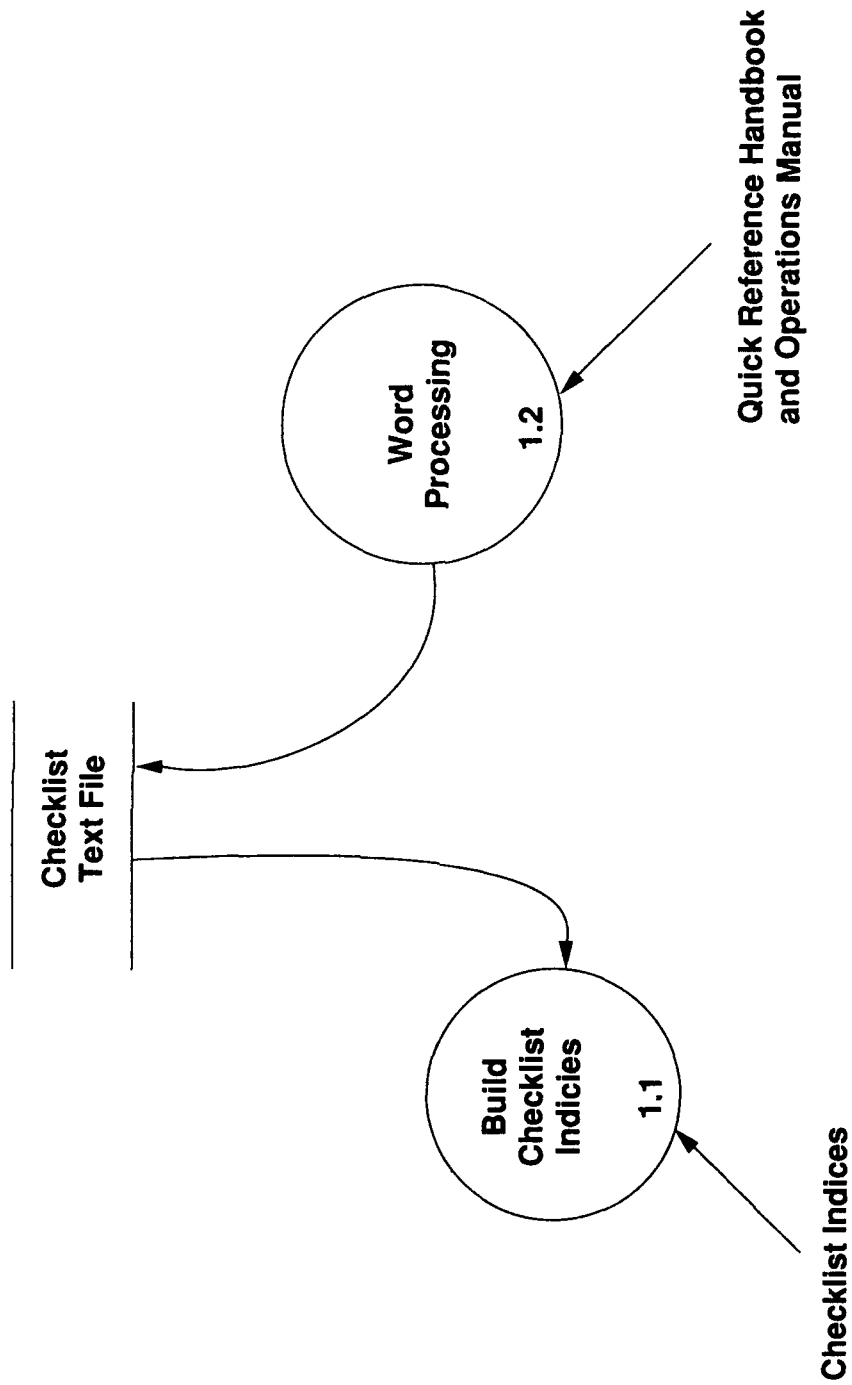 Checklist
Text File
Build
Checklist
Indicies
1.1
Word
Processing
1.2
Checklist Indices
Quick Reference Handbook
and Operations Manual